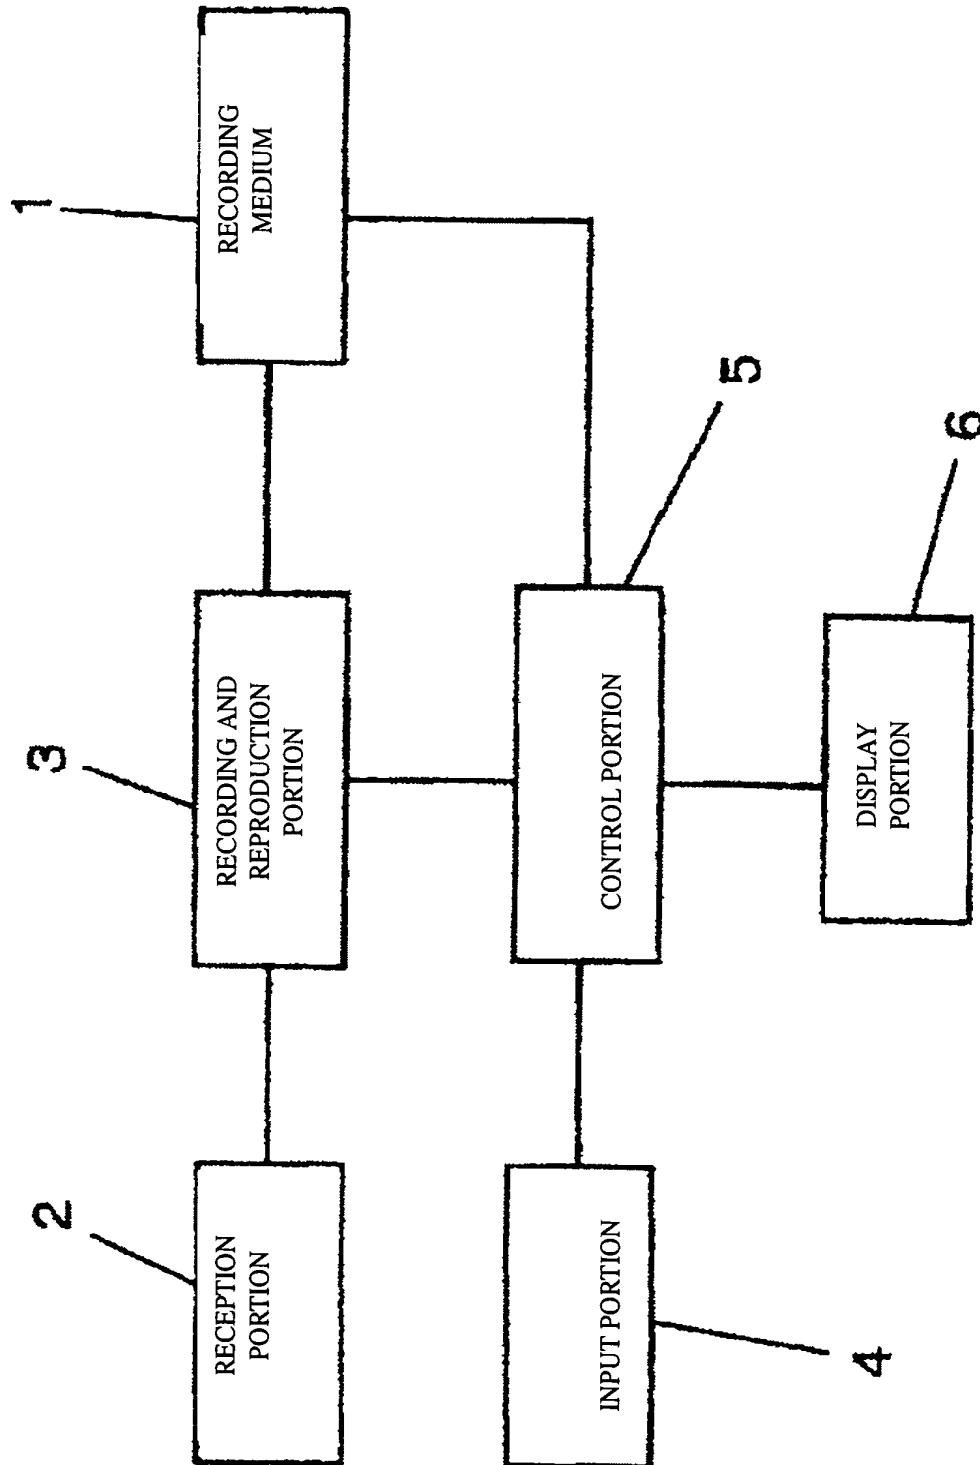 2
RECEPTION
PORTION
3
RECORDING AND
REPRODUCTION
PORTION
1
RECORDING
MEDIUM
INPUT PORTION
4
CONTROL PORTION
5
DISPLAY
PORTION
6